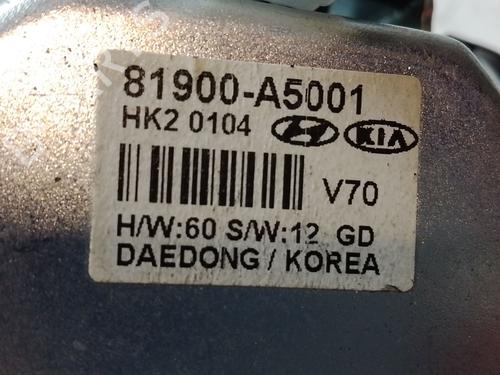 81900-A5001
HK2 0104 KIA
V70
H/W:60 S/W:12 GD
DAEDONG / KOREA